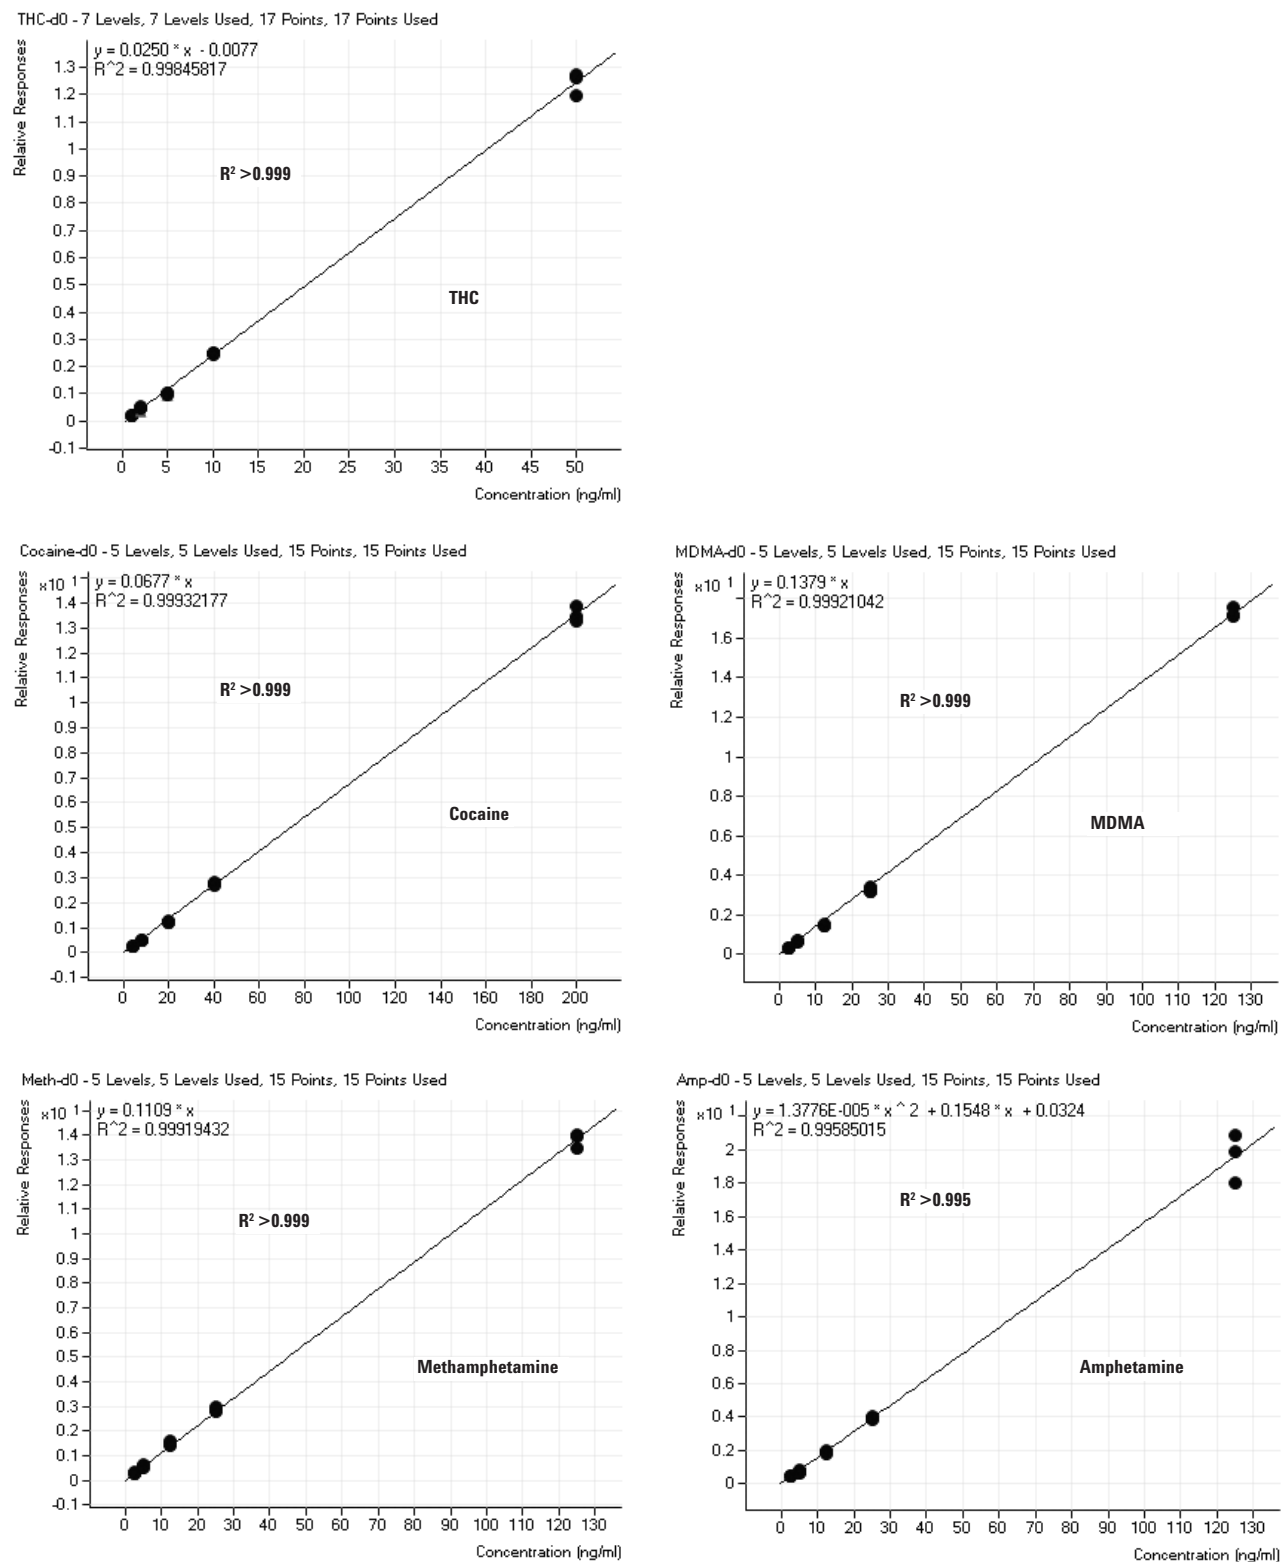 THC-d0 - 7 Levels, 7 Levels Used, 17 Points, 17 Points Used
Relative Responses
y = 0.0250 * x - 0.0077
R^2 = 0.99845817
1.3
1.2
1.1
1
0.9
0.8
0.7
0.6
0.5
0.4
0.3
0.2
0.1
0
-0.1
R² >0.999
THC
0 5 10 15 20 25 30 35 40 45 50
Concentration (ng/ml)
Cocaine-d0 - 5 Levels, 5 Levels Used, 15 Points, 15 Points Used
Relative Responses
x10 1
y = 0.0677 * x
R^2 = 0.99932177
1.4
1.3
1.2
1.1
1
0.9
0.8
0.7
0.6
0.5
0.4
0.3
0.2
0.1
0
-0.1
R² >0.999
Cocaine
0 20 40 60 80 100 120 140 160 180 200
Concentration (ng/ml)
MDMA-d0 - 5 Levels, 5 Levels Used, 15 Points, 15 Points Used
Relative Responses
x10 1
y = 0.1379 * x
R^2 = 0.99921042
1.6
1.4
1.2
1
0.8
0.6
0.4
0.2
0
R² >0.999
MDMA
0 10 20 30 40 50 60 70 80 90 100 110 120 130
Concentration (ng/ml)
Meth-d0 - 5 Levels, 5 Levels Used, 15 Points, 15 Points Used
Relative Responses
x10 1
y = 0.1109 * x
R^2 = 0.99919432
1.4
1.3
1.2
1.1
1
0.9
0.8
0.7
0.6
0.5
0.4
0.3
0.2
0.1
0
-0.1
R² >0.999
Methamphetamine
0 10 20 30 40 50 60 70 80 90 100 110 120 130
Concentration (ng/ml)
Amp-d0 - 5 Levels, 5 Levels Used, 15 Points, 15 Points Used
Relative Responses
x10 1
y = 1.3776E-005 * x ^ 2 + 0.1548 * x + 0.0324
R^2 = 0.99585015
2
1.8
1.6
1.4
1.2
1
0.8
0.6
0.4
0.2
0
R² >0.995
Amphetamine
0 10 20 30 40 50 60 70 80 90 100 110 120 130
Concentration (ng/ml)